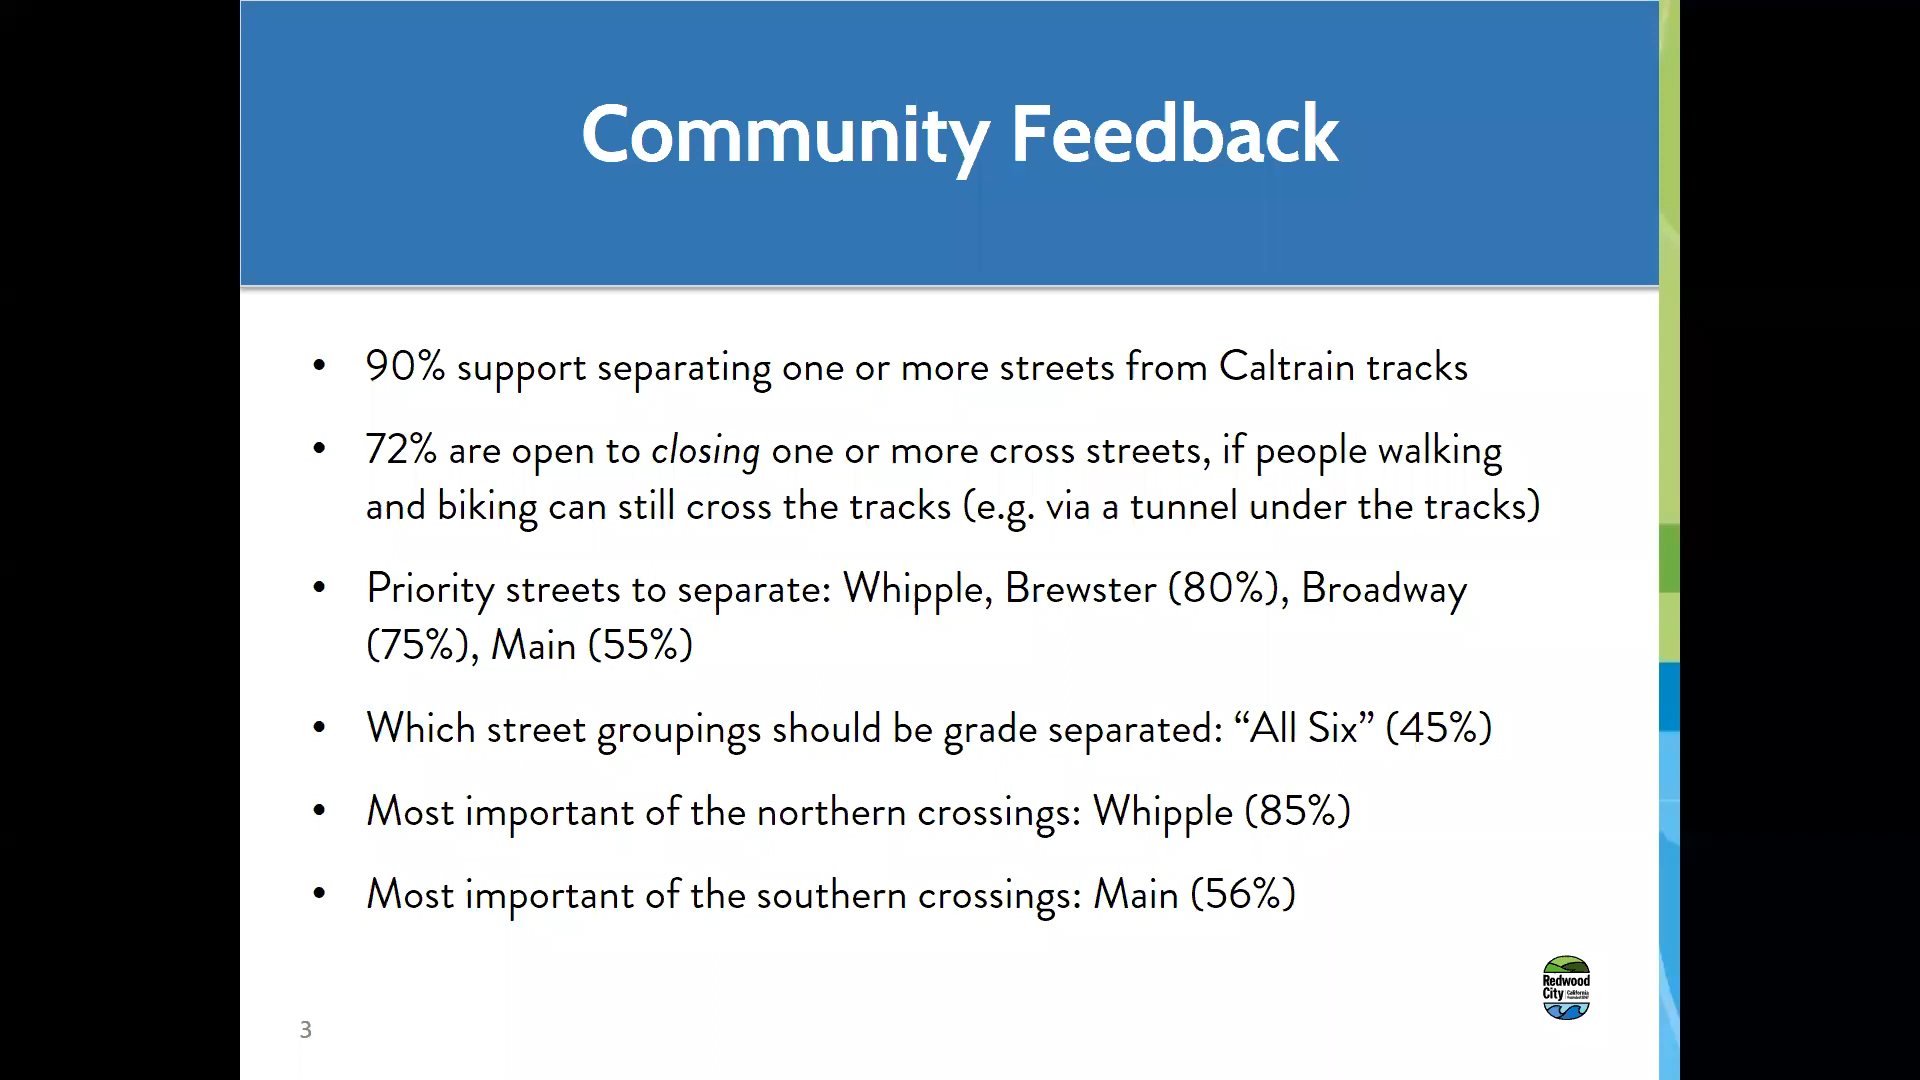 Community Feedback
• 90% support separating one or more streets from Caltrain tracks
• 72% are open to closing one or more cross streets, if people walking
and biking can still cross the tracks (e.g. via a tunnel under the tracks)
• Priority streets to separate: Whipple, Brewster (80%), Broadway
(75%), Main (55%)
• Which street groupings should be grade separated: “All Six” (45%)
• Most important of the northern crossings: Whipple (85%)
• Most important of the southern crossings: Main (56%)
Redwood
City California
3